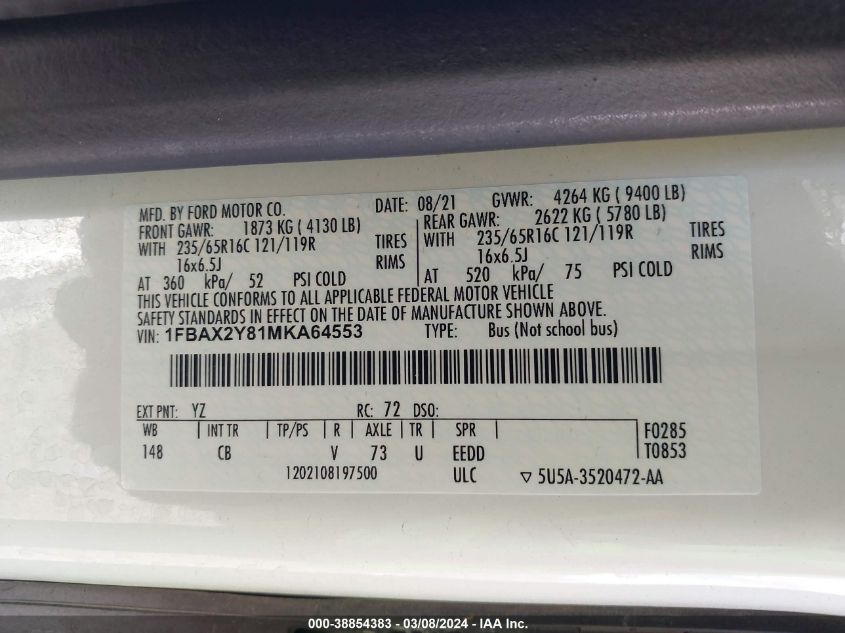 MFD. BY FORD MOTOR CO. DATE: 08/21 GVWR: 4264 KG ( 9400 LB)
FRONT GAWR: 1873 KG ( 4130 LB) REAR GAWR: 2622 KG ( 5780 LB)
WITH 235/65R16C 121/119R TIRES WITH 235/65R16C 121/119R TIRES
16x6.5J RIMS 16x6.5J RIMS
AT 360 kPa/ 52 PSI COLD AT 520 kPa/ 75 PSI COLD
THIS VEHICLE CONFORMS TO ALL APPLICABLE FEDERAL MOTOR VEHICLE
SAFETY STANDARDS IN EFFECT ON THE DATE OF MANUFACTURE SHOWN ABOVE.
VIN: 1FBAX2Y81MKA64553 TYPE: Bus (Not school bus)
EXT PNT: YZ RC: 72 DSO:
WB | INT TR | TP/PS | R | AXLE | TR | SPR | F0285
148 CB V 73 U EEDD T0853
1202108197500 ULC ▽ 5U5A-3520472-AA
000-38854383 - 03/08/2024 - IAA Inc.